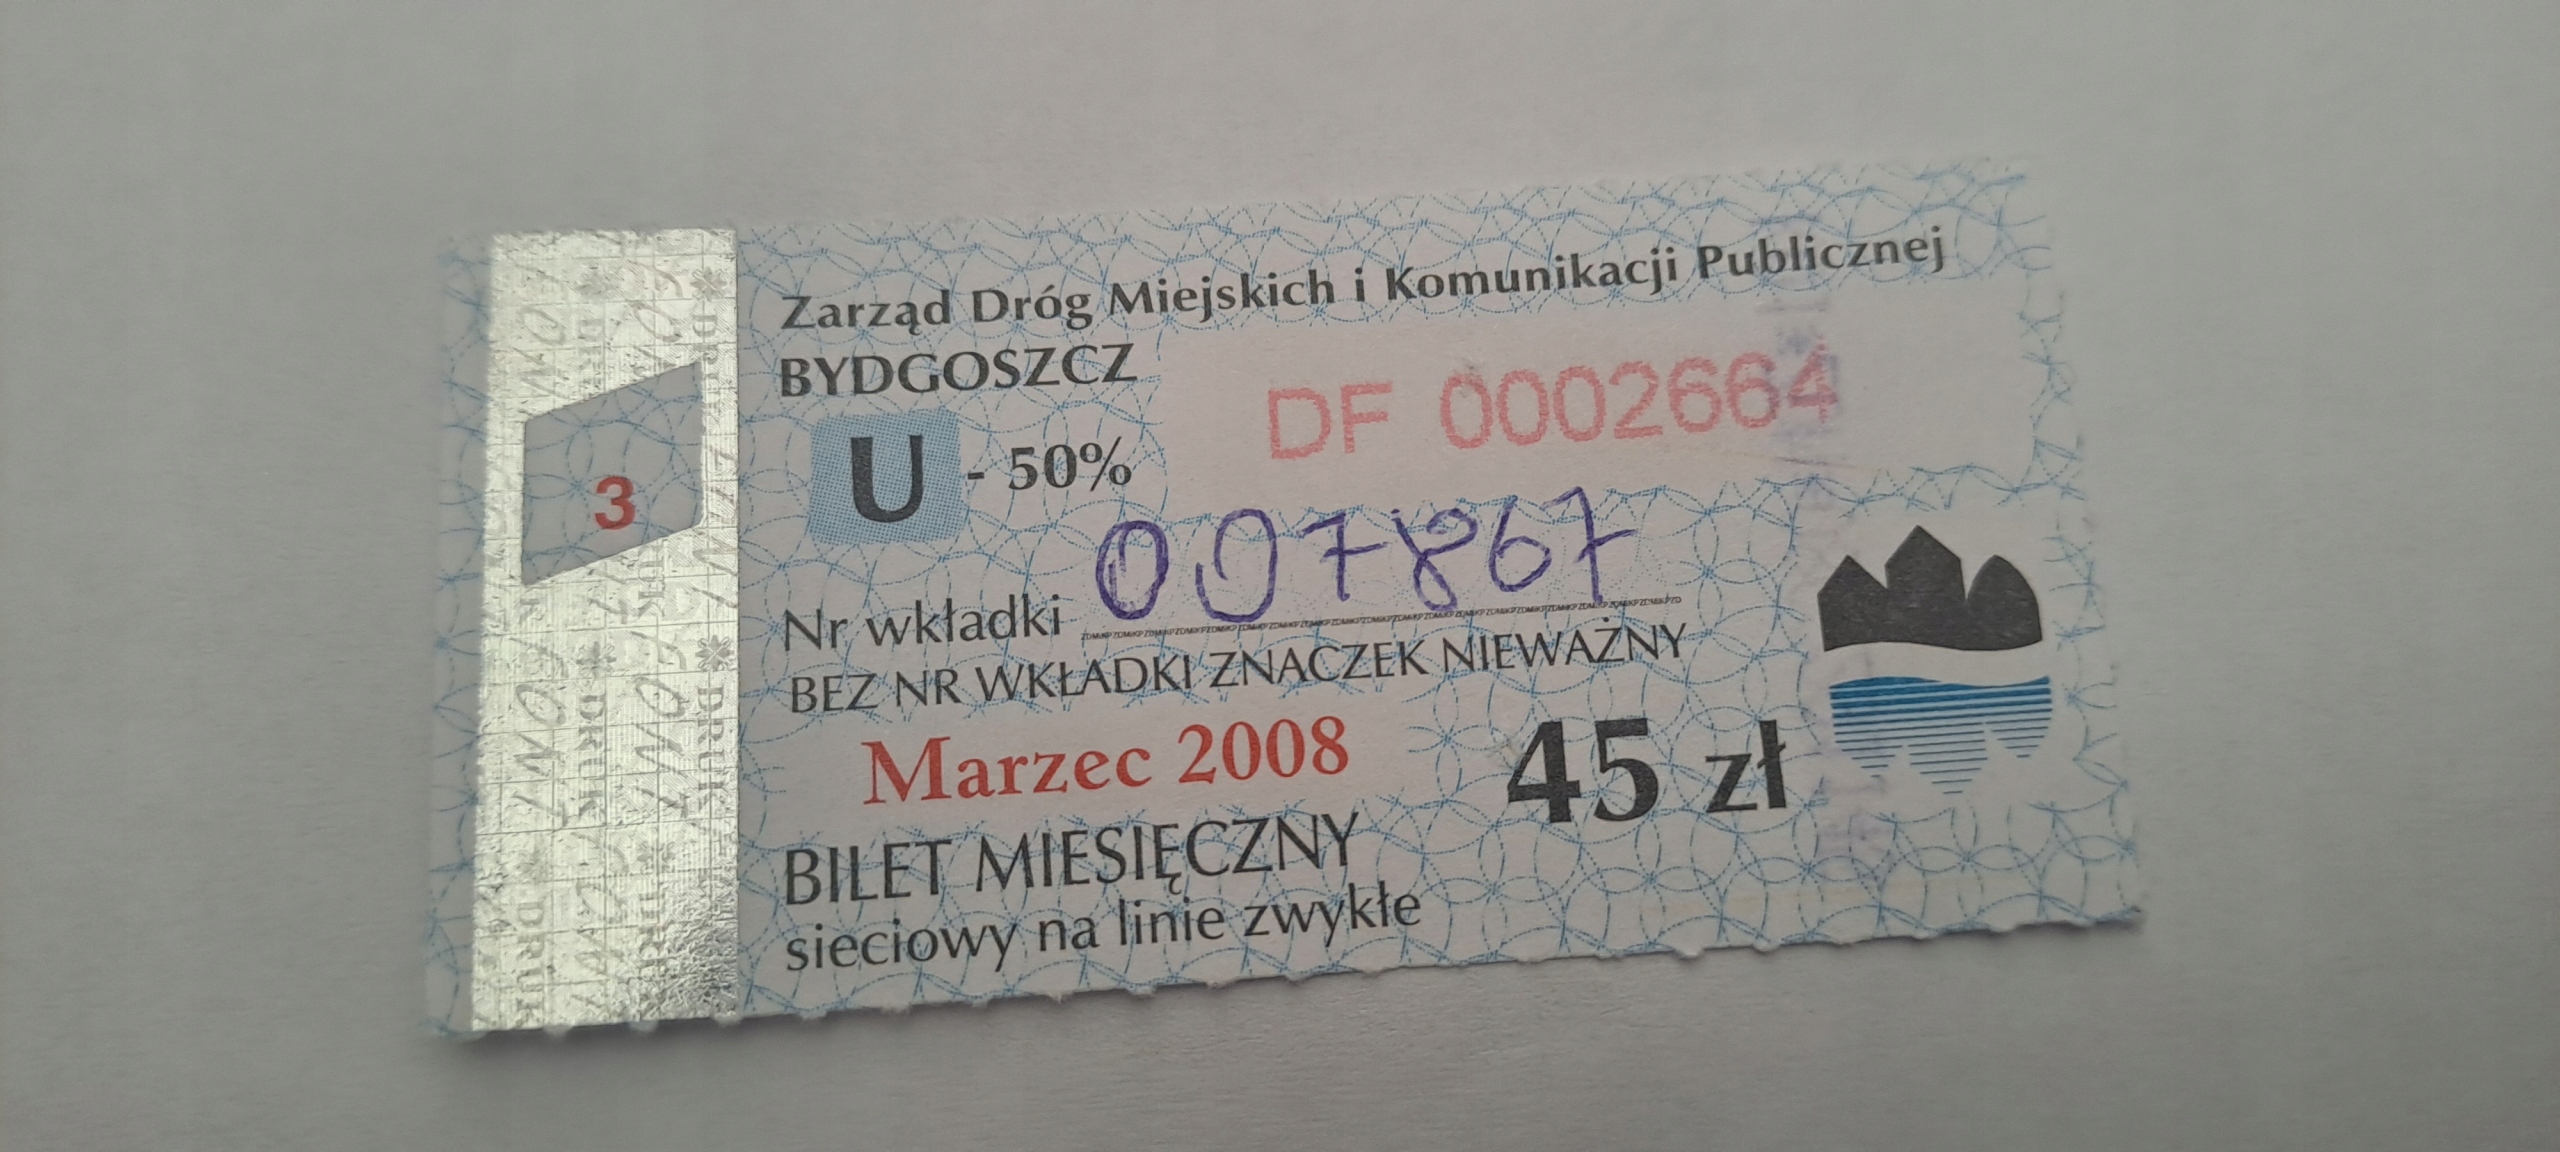 Zarząd Dróg Miejskich i Komunikacji Publicznej
BYDGOSZCZ
DF 0002664
U - 50%
3
Nr wkładki 007867
BEZ NR WKŁADKI ZNACZEK NIEWAŻNY
Marzec 2008
45 zł
BILET MIESIĘCZNY
sieciowy na linie zwykłe